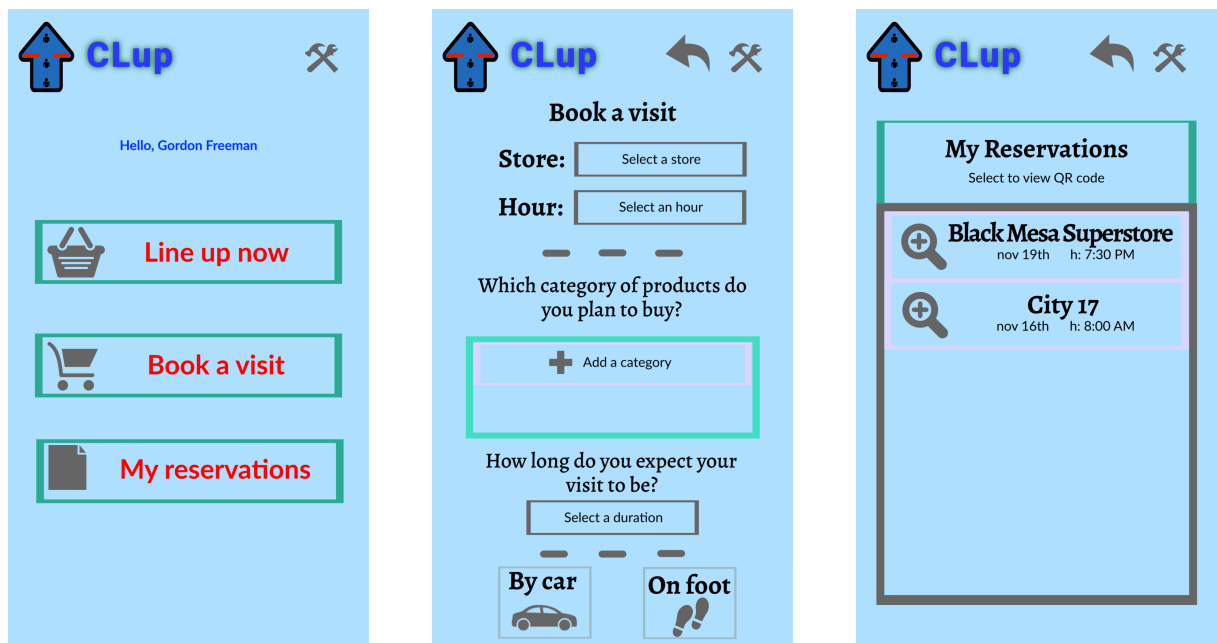 CLup
Hello, Gordon Freeman
Line up now
Book a visit
My reservations
CLup
Book a visit
Store: Select a store
Hour: Select an hour
Which category of products do
you plan to buy?
Add a category
How long do you expect your
visit to be?
Select a duration
By car On foot
CLup
My Reservations
Select to view QR code
Black Mesa Superstore
nov 19th h: 7:30 PM
City 17
nov 16th h: 8:00 AM